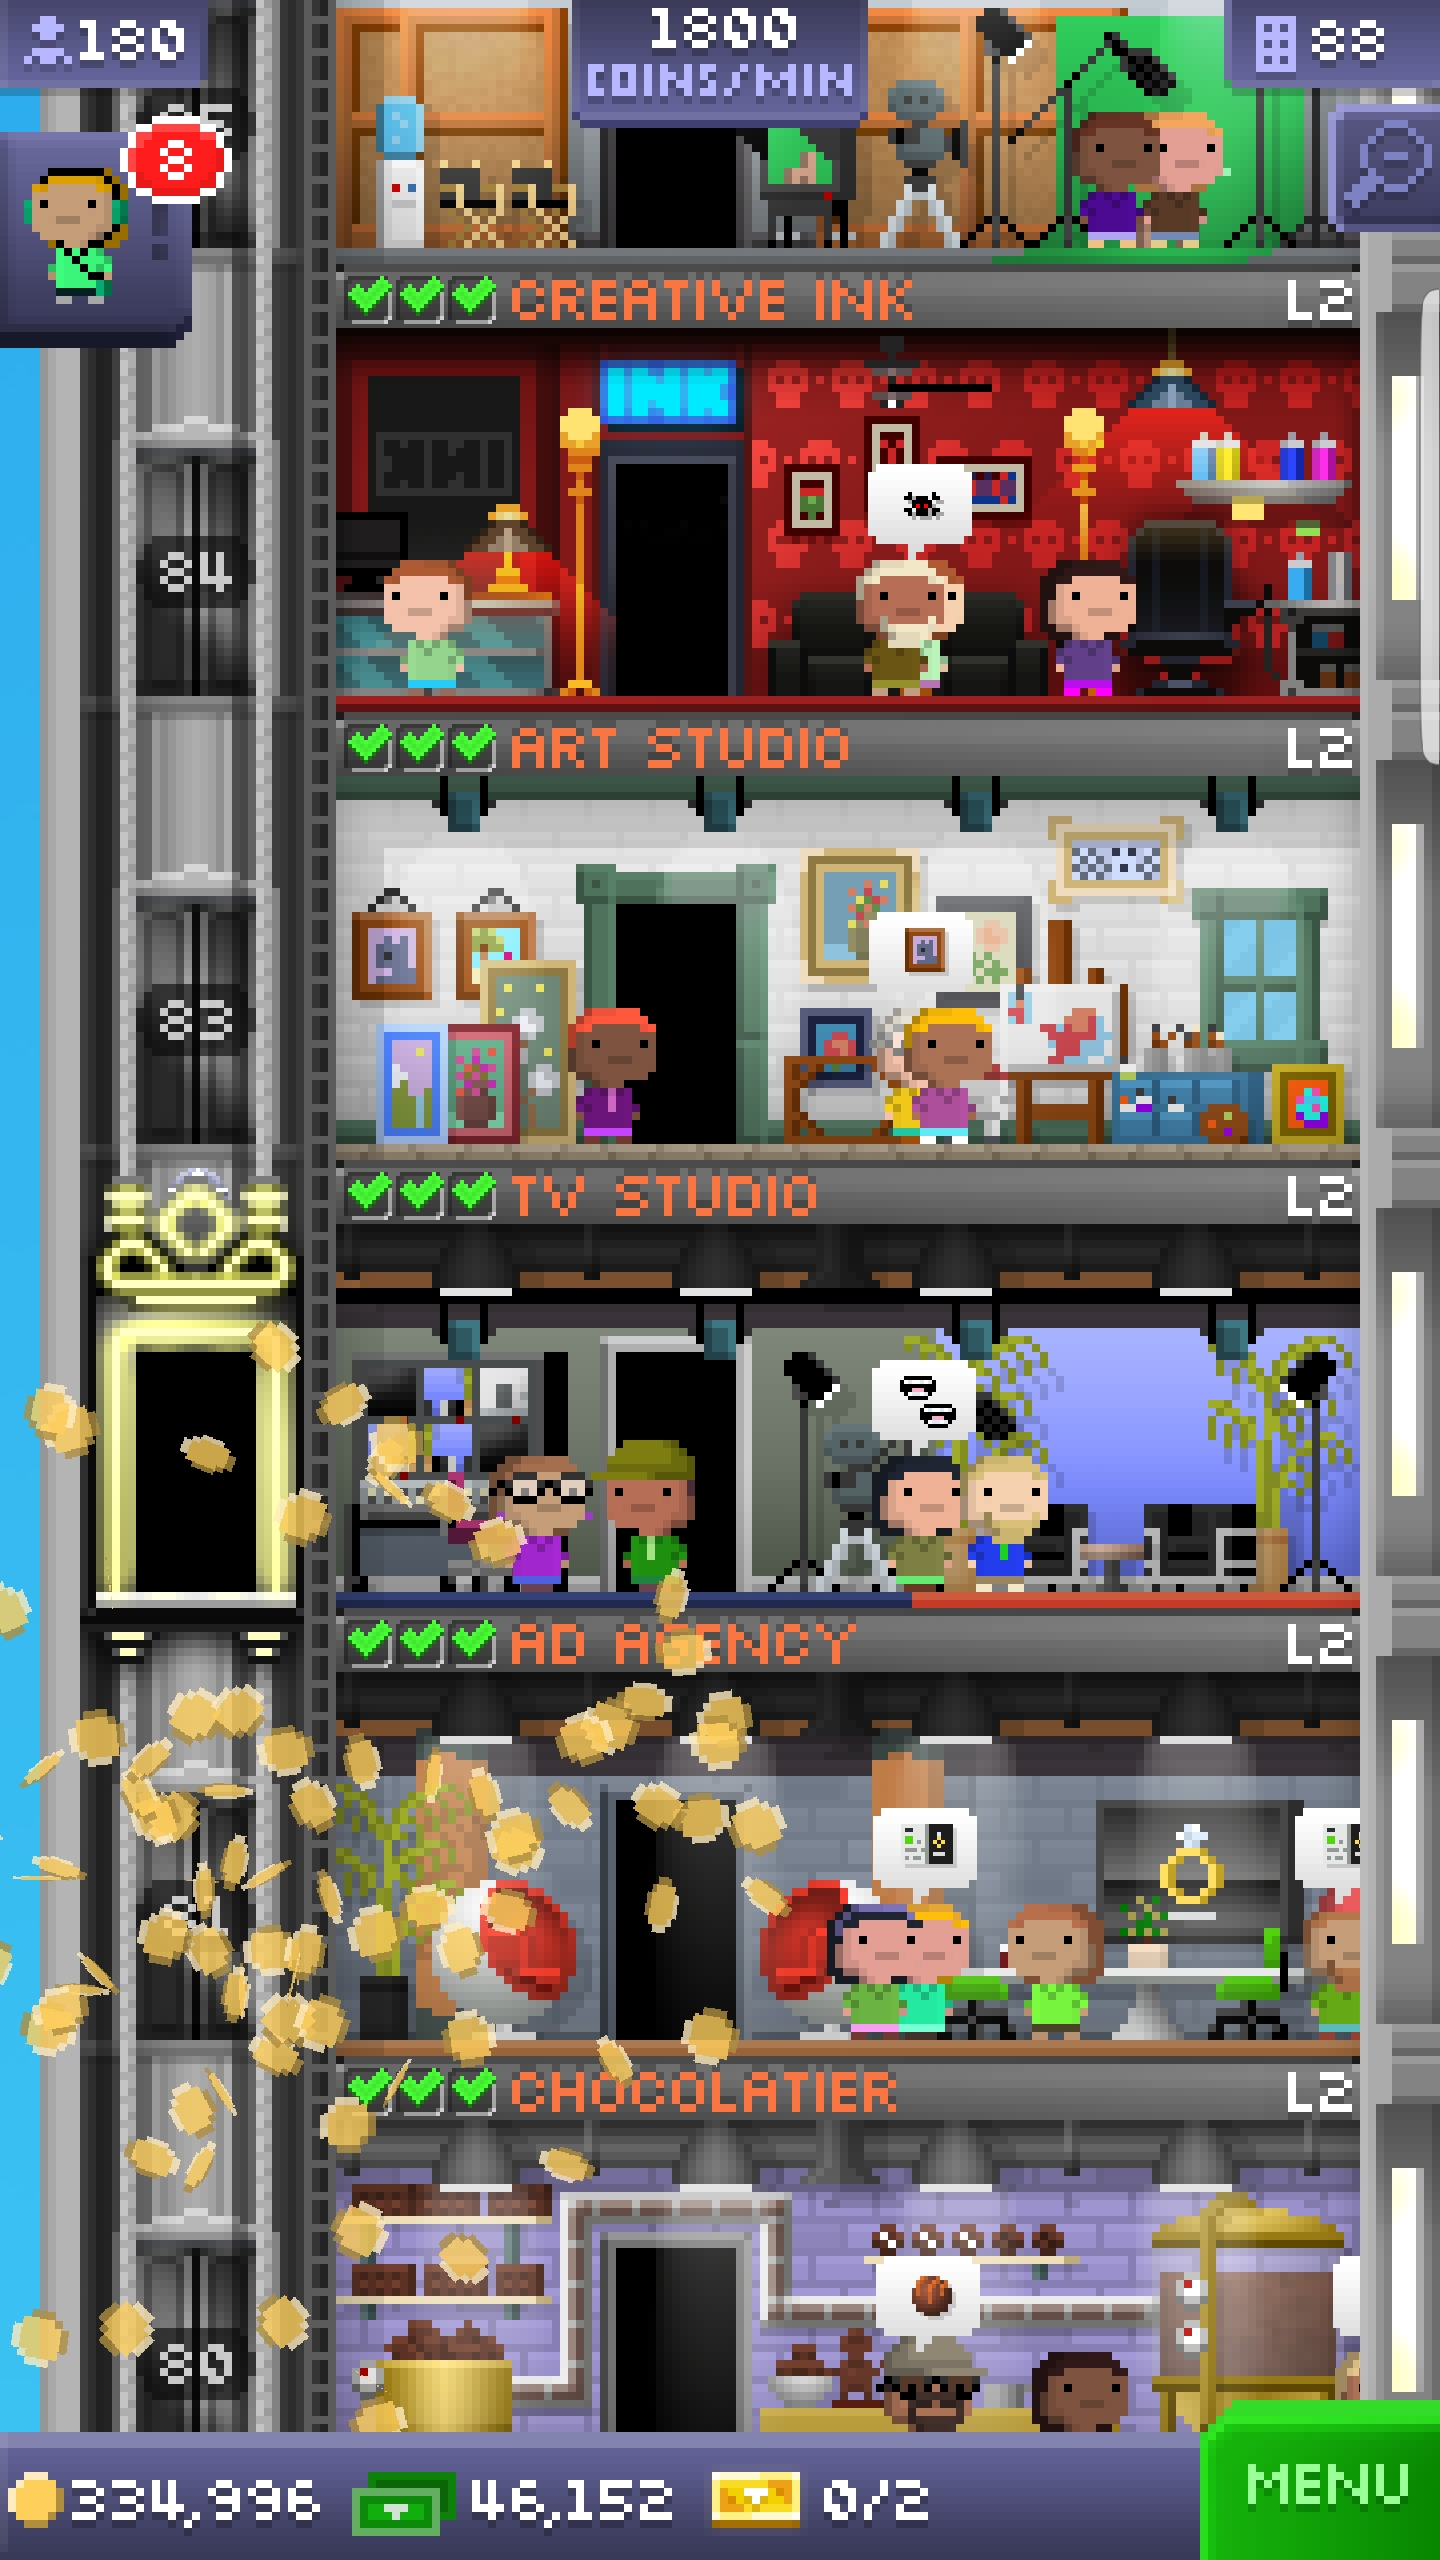 180
1800
COINS/MIN
88
8
CREATIVE INK L2
INK
84
ART STUDIO L2
83
TV STUDIO L2
AD AGENCY L2
CHOCOLATIER L2
80
334,996 46,152 0/2
MENU